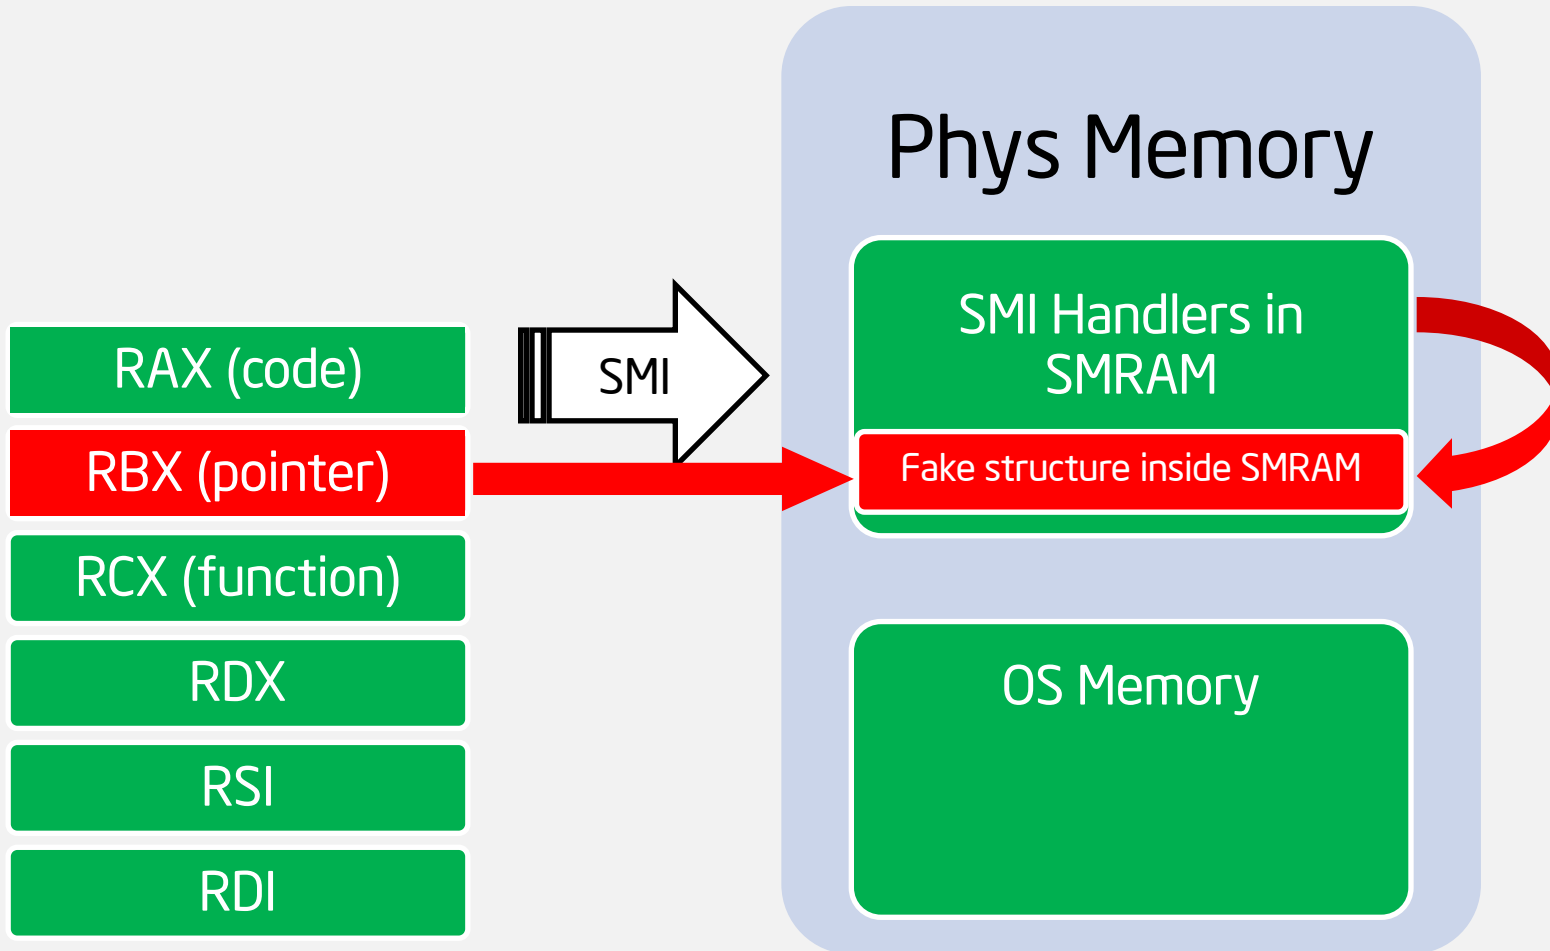 Phys Memory
SMI Handlers in
SMRAM
Fake structure inside SMRAM
OS Memory
SMI
RAX (code)
RBX (pointer)
RCX (function)
RDX
RSI
RDI